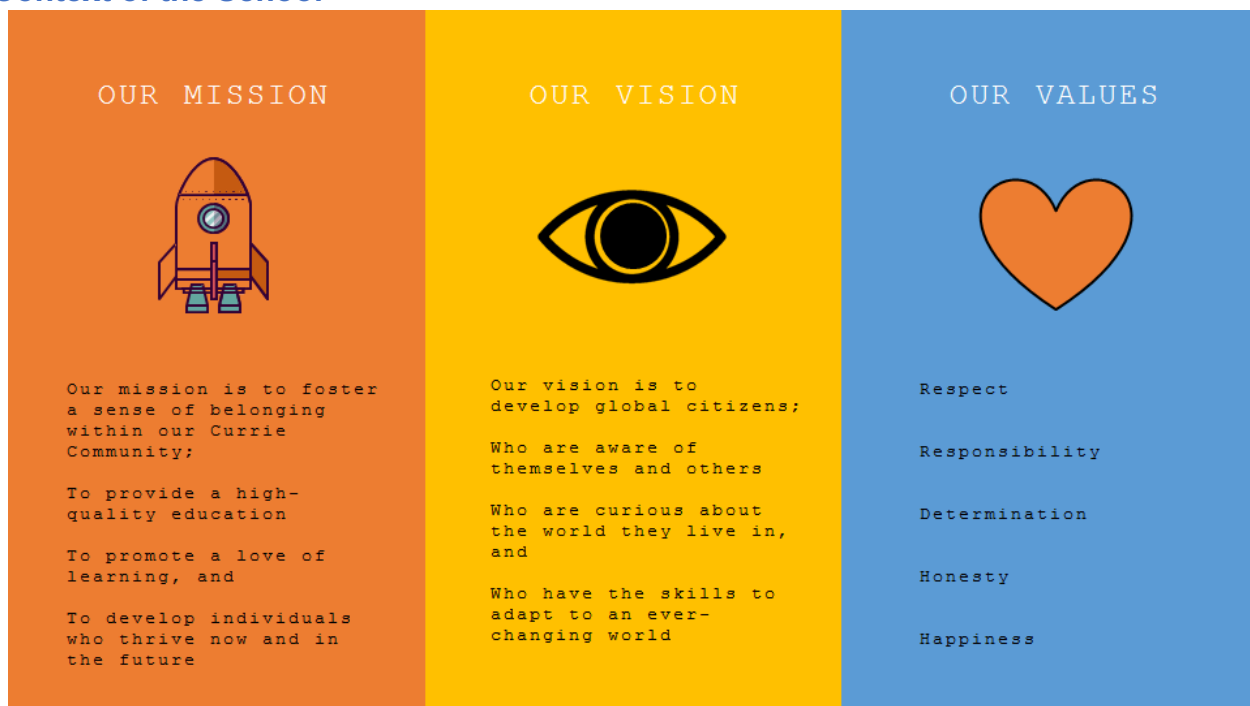 Context of the School
OUR MISSION
Our mission is to foster
a sense of belonging
within our Currie
Community;
To provide a high-
quality education
To promote a love of
learning, and
To develop individuals
who thrive now and in
the future
OUR VISION
Our vision is to
develop global citizens;
Who are aware of
themselves and others
Who are curious about
the world they live in,
and
Who have the skills to
adapt to an ever-
changing world
OUR VALUES
Respect
Responsibility
Determination
Honesty
Happiness